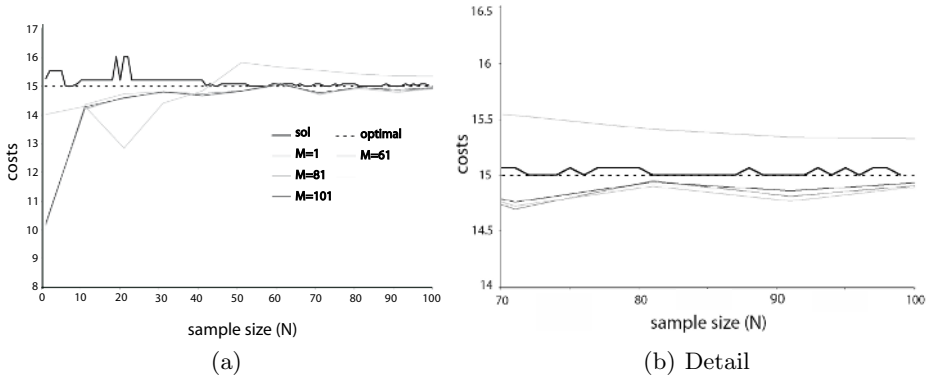 17
16
15
14
13
12
11
10
9
8
costs
sol
optimal
M=1
M=61
M=81
M=101
0 10 20 30 40 50 60 70 80 90 100
sample size (N)
(a)
16.5
16
15.5
15
14.5
14
costs
70 80 90 100
sample size (N)
(b) Detail